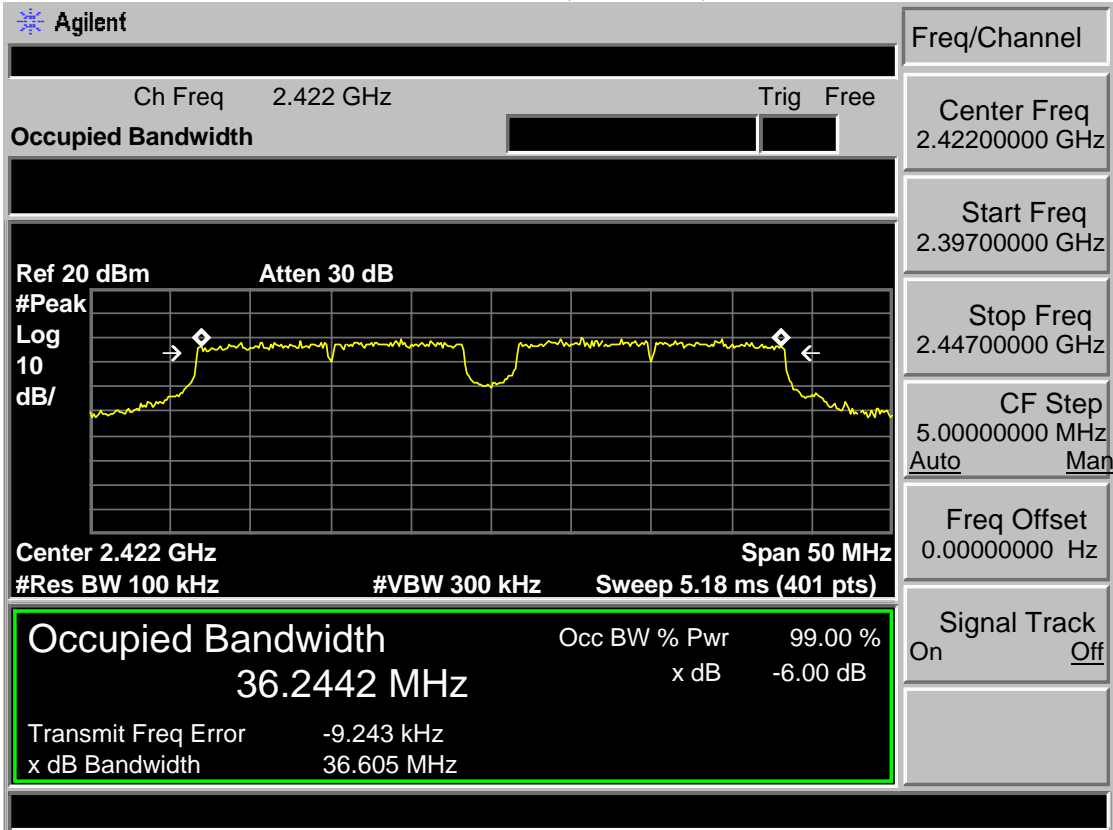 Agilent
Freq/Channel
Ch Freq 2.422 GHz Trig Free
Occupied Bandwidth
Center Freq
2.42200000 GHz
Start Freq
2.39700000 GHz
Stop Freq
2.44700000 GHz
CF Step
5.00000000 MHz
Auto Man
Freq Offset
0.00000000 Hz
Signal Track
On Off
Ref 20 dBm Atten 30 dB
#Peak
Log
10
dB/
Center 2.422 GHz Span 50 MHz
#Res BW 100 kHz #VBW 300 kHz Sweep 5.18 ms (401 pts)
Occupied Bandwidth Occ BW % Pwr 99.00 %
36.2442 MHz x dB -6.00 dB
Transmit Freq Error -9.243 kHz
x dB Bandwidth 36.605 MHz